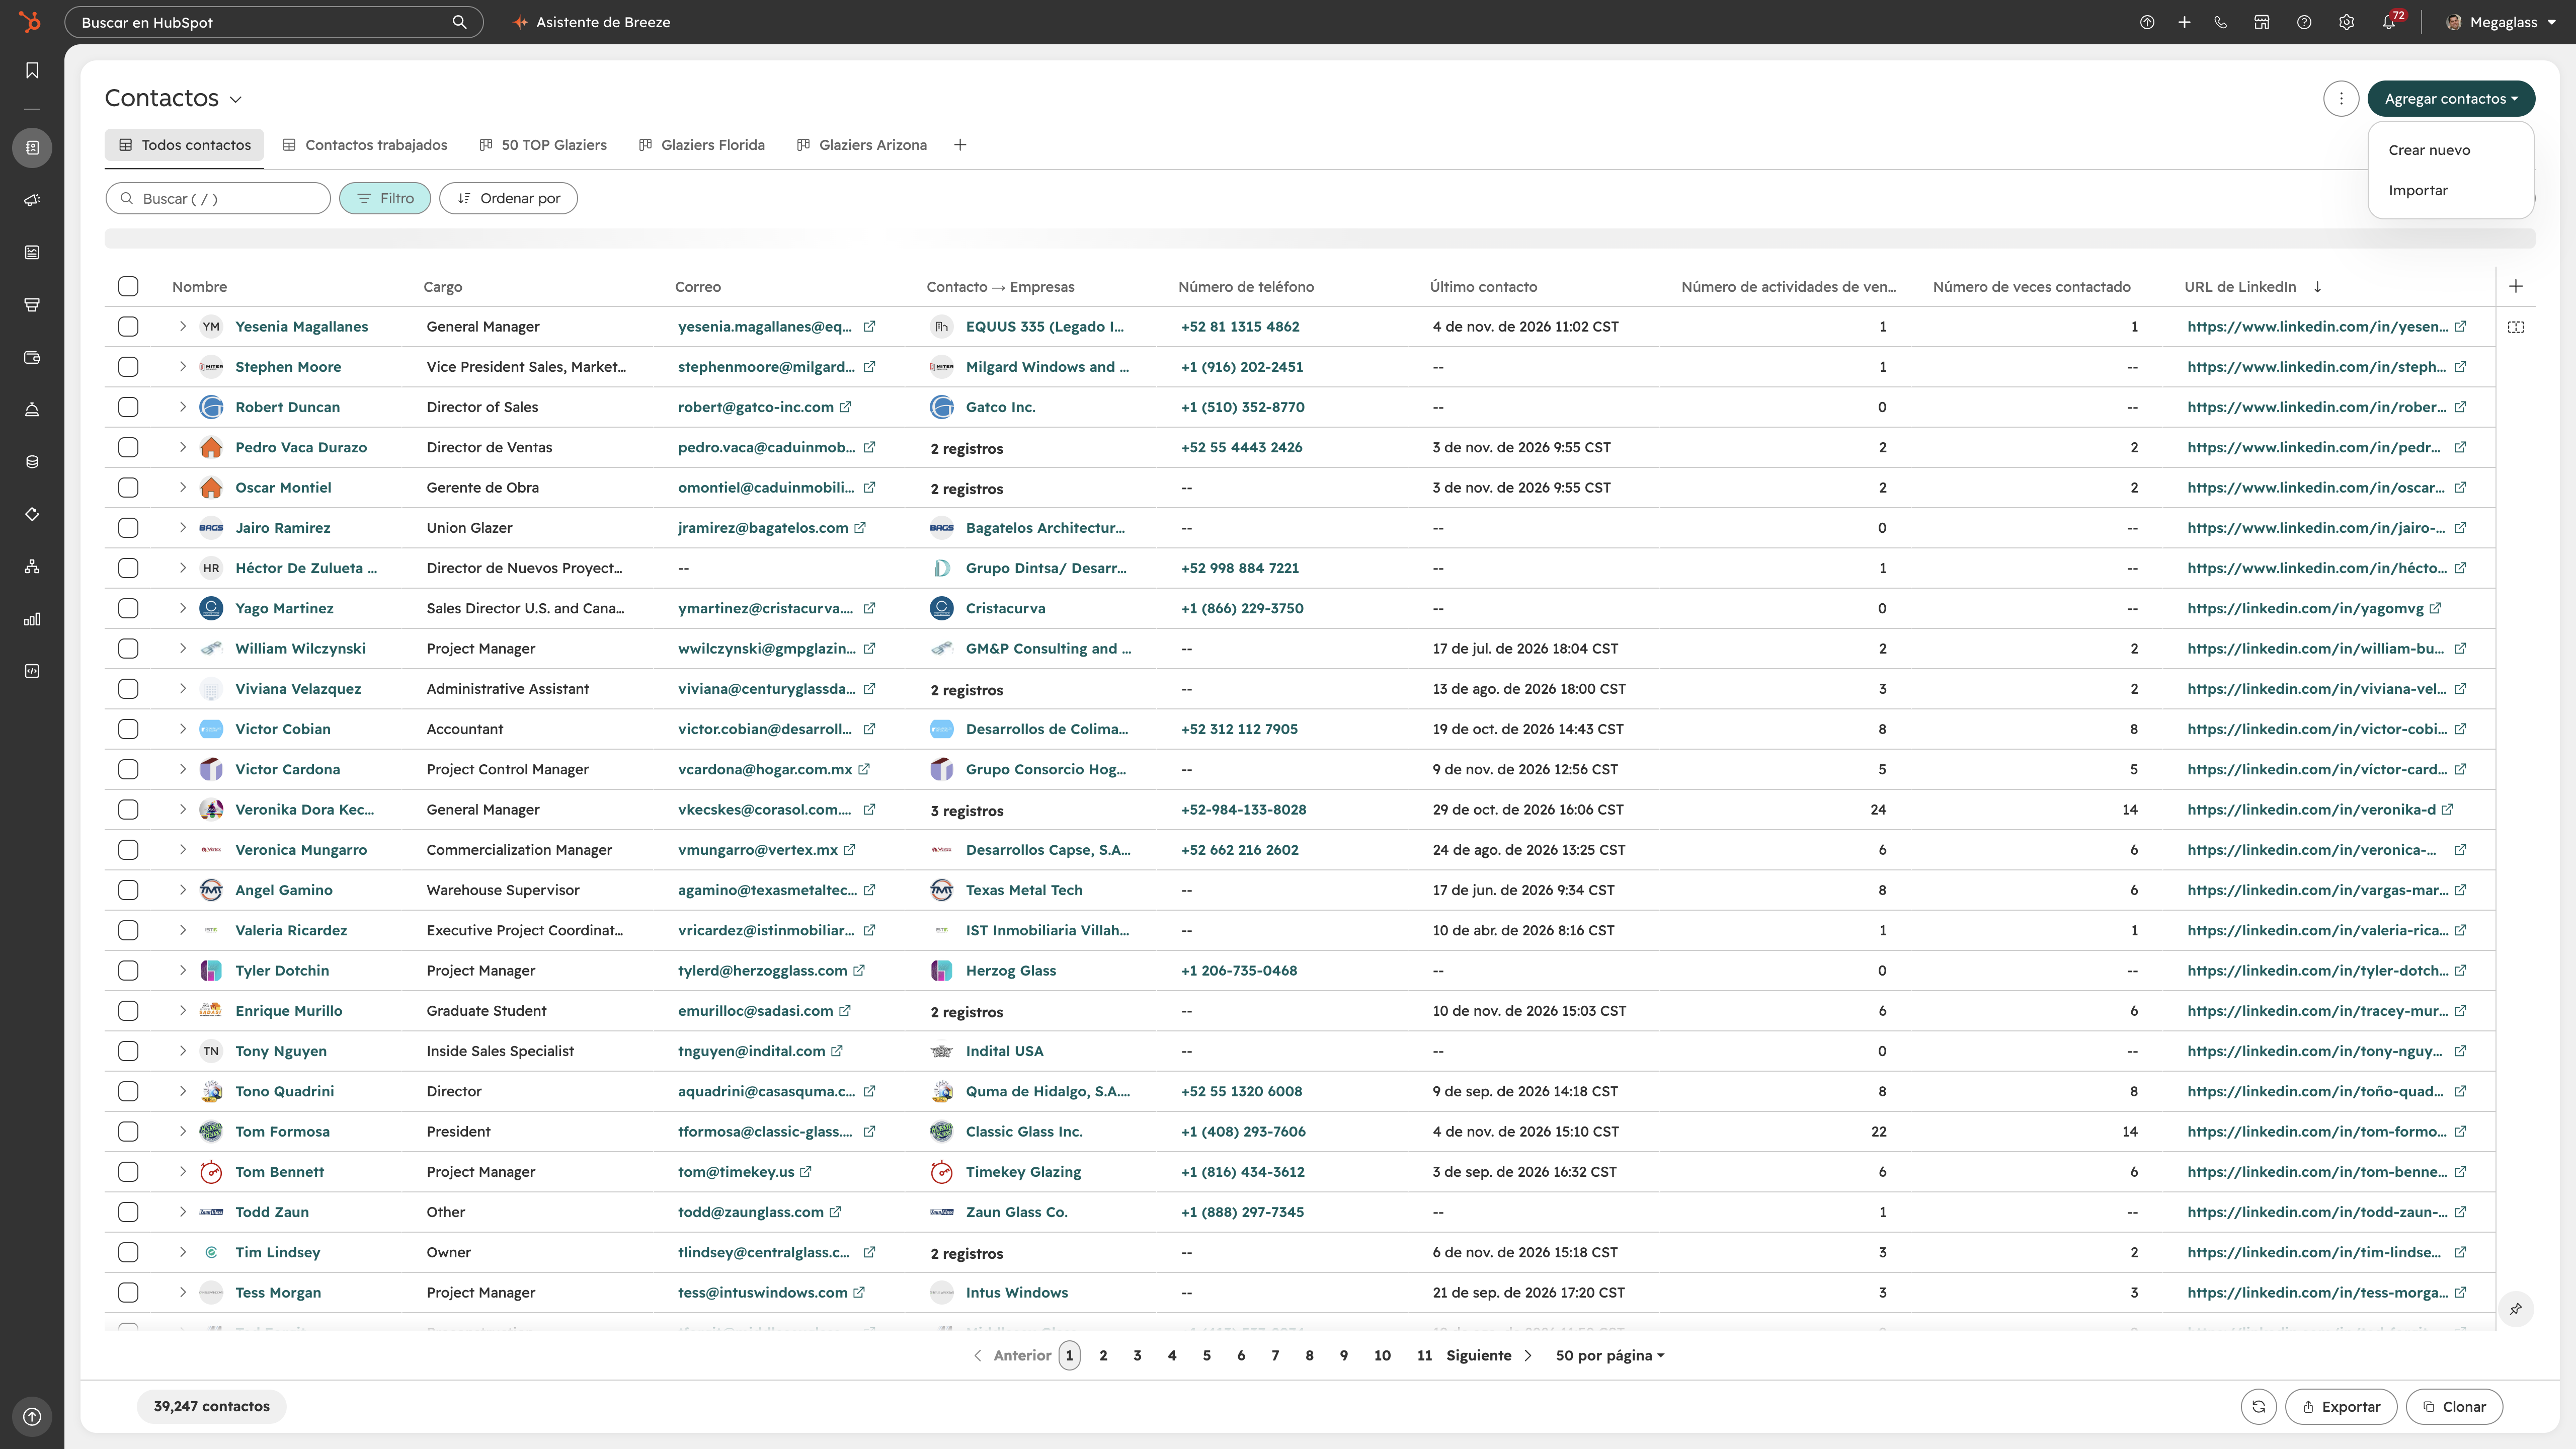 Buscar en HubSpot
Asistente de Breeze
72
Megaglass
Contactos
Agregar contactos
Crear nuevo
Importar
Todos contactos
Contactos trabajados
50 TOP Glaziers
Glaziers Florida
Glaziers Arizona
Buscar ( / )
Filtro
Ordenar por
Nombre Cargo Correo Contacto → Empresas Número de teléfono Último contacto Número de actividades de ven... Número de veces contactado URL de LinkedIn
YM Yesenia Magallanes General Manager yesenia.magallanes@eq... EQUUS 335 (Legado I... +52 81 1315 4862 4 de nov. de 2026 11:02 CST 1 1 https://www.linkedin.com/in/yesen...
Stephen Moore Vice President Sales, Market... stephenmoore@milgard... Milgard Windows and ... +1 (916) 202-2451 -- 1 -- https://www.linkedin.com/in/steph...
Robert Duncan Director of Sales robert@gatco-inc.com Gatco Inc. +1 (510) 352-8770 -- 0 -- https://www.linkedin.com/in/rober...
Pedro Vaca Durazo Director de Ventas pedro.vaca@caduinmob... 2 registros +52 55 4443 2426 3 de nov. de 2026 9:55 CST 2 2 https://www.linkedin.com/in/pedr...
Oscar Montiel Gerente de Obra omontiel@caduinmobili... 2 registros -- 3 de nov. de 2026 9:55 CST 2 2 https://www.linkedin.com/in/oscar...
BAGS Jairo Ramirez Union Glazer jramirez@bagatelos.com BAGS Bagatelos Architectur... -- -- 0 -- https://www.linkedin.com/in/jairo-...
HR Héctor De Zulueta ... Director de Nuevos Proyect... -- Grupo Dintsa/ Desarr... +52 998 884 7221 -- 1 -- https://www.linkedin.com/in/hécto...
Yago Martinez Sales Director U.S. and Cana... ymartinez@cristacurva.... Cristacurva +1 (866) 229-3750 -- 0 -- https://linkedin.com/in/yagomvg
William Wilczynski Project Manager wwilczynski@gmpglazin... GM&P Consulting and ... -- 17 de jul. de 2026 18:04 CST 2 2 https://linkedin.com/in/william-bu...
Viviana Velazquez Administrative Assistant viviana@centuryglassda... 2 registros -- 13 de ago. de 2026 18:00 CST 3 2 https://linkedin.com/in/viviana-vel...
Victor Cobian Accountant victor.cobian@desarroll... Desarrollos de Colima... +52 312 112 7905 19 de oct. de 2026 14:43 CST 8 8 https://linkedin.com/in/victor-cobi...
Victor Cardona Project Control Manager vcardona@hogar.com.mx Grupo Consorcio Hog... -- 9 de nov. de 2026 12:56 CST 5 5 https://linkedin.com/in/victor-card...
Veronika Dora Kec... General Manager vkecskes@corasol.com.... 3 registros +52-984-133-8028 29 de oct. de 2026 16:06 CST 24 14 https://linkedin.com/in/veronika-d
Veronica Mungarro Commercialization Manager vmungarro@vertex.mx Desarrollos Capse, S.A... +52 662 216 2602 24 de ago. de 2026 13:25 CST 6 6 https://linkedin.com/in/veronica-...
TMT Angel Gamino Warehouse Supervisor agamino@texasmetaltec... TMT Texas Metal Tech -- 17 de jun. de 2026 9:34 CST 8 6 https://linkedin.com/in/vargas-mar...
Valeria Ricardez Executive Project Coordinat... vricardez@istinmobiliar... IST Inmobiliaria Villah... -- 10 de abr. de 2026 8:16 CST 1 1 https://linkedin.com/in/valeria-rica...
Tyler Dotchin Project Manager tylerd@herzogglass.com Herzog Glass +1 206-735-0468 -- 0 -- https://linkedin.com/in/tyler-dotch...
Enrique Murillo Graduate Student emurilloc@sadasi.com 2 registros -- 10 de nov. de 2026 15:03 CST 6 6 https://linkedin.com/in/tracey-mur...
TN Tony Nguyen Inside Sales Specialist tnguyen@indital.com Indital USA -- -- 0 -- https://linkedin.com/in/tony-nguy...
Tono Quadrini Director aquadrini@casasquma.c... Quma de Hidalgo, S.A.... +52 55 1320 6008 9 de sep. de 2026 14:18 CST 8 8 https://linkedin.com/in/toño-quad...
Tom Formosa President tformosa@classic-glass.... Classic Glass Inc. +1 (408) 293-7606 4 de nov. de 2026 15:10 CST 22 14 https://linkedin.com/in/tom-formo...
Tom Bennett Project Manager tom@timekey.us Timekey Glazing +1 (816) 434-3612 3 de sep. de 2026 16:32 CST 6 6 https://linkedin.com/in/tom-benne...
Todd Zaun Other todd@zaunglass.com Zaun Glass Co. +1 (888) 297-7345 -- 1 -- https://linkedin.com/in/todd-zaun-...
Tim Lindsey Owner tlindsey@centralglass.c... 2 registros -- 6 de nov. de 2026 15:18 CST 3 2 https://linkedin.com/in/tim-lindse...
Tess Morgan Project Manager tess@intuswindows.com Intus Windows -- 21 de sep. de 2026 17:20 CST 3 3 https://linkedin.com/in/tess-morga...
Anterior 1 2 3 4 5 6 7 8 9 10 11 Siguiente 50 por página
39,247 contactos
Exportar
Clonar